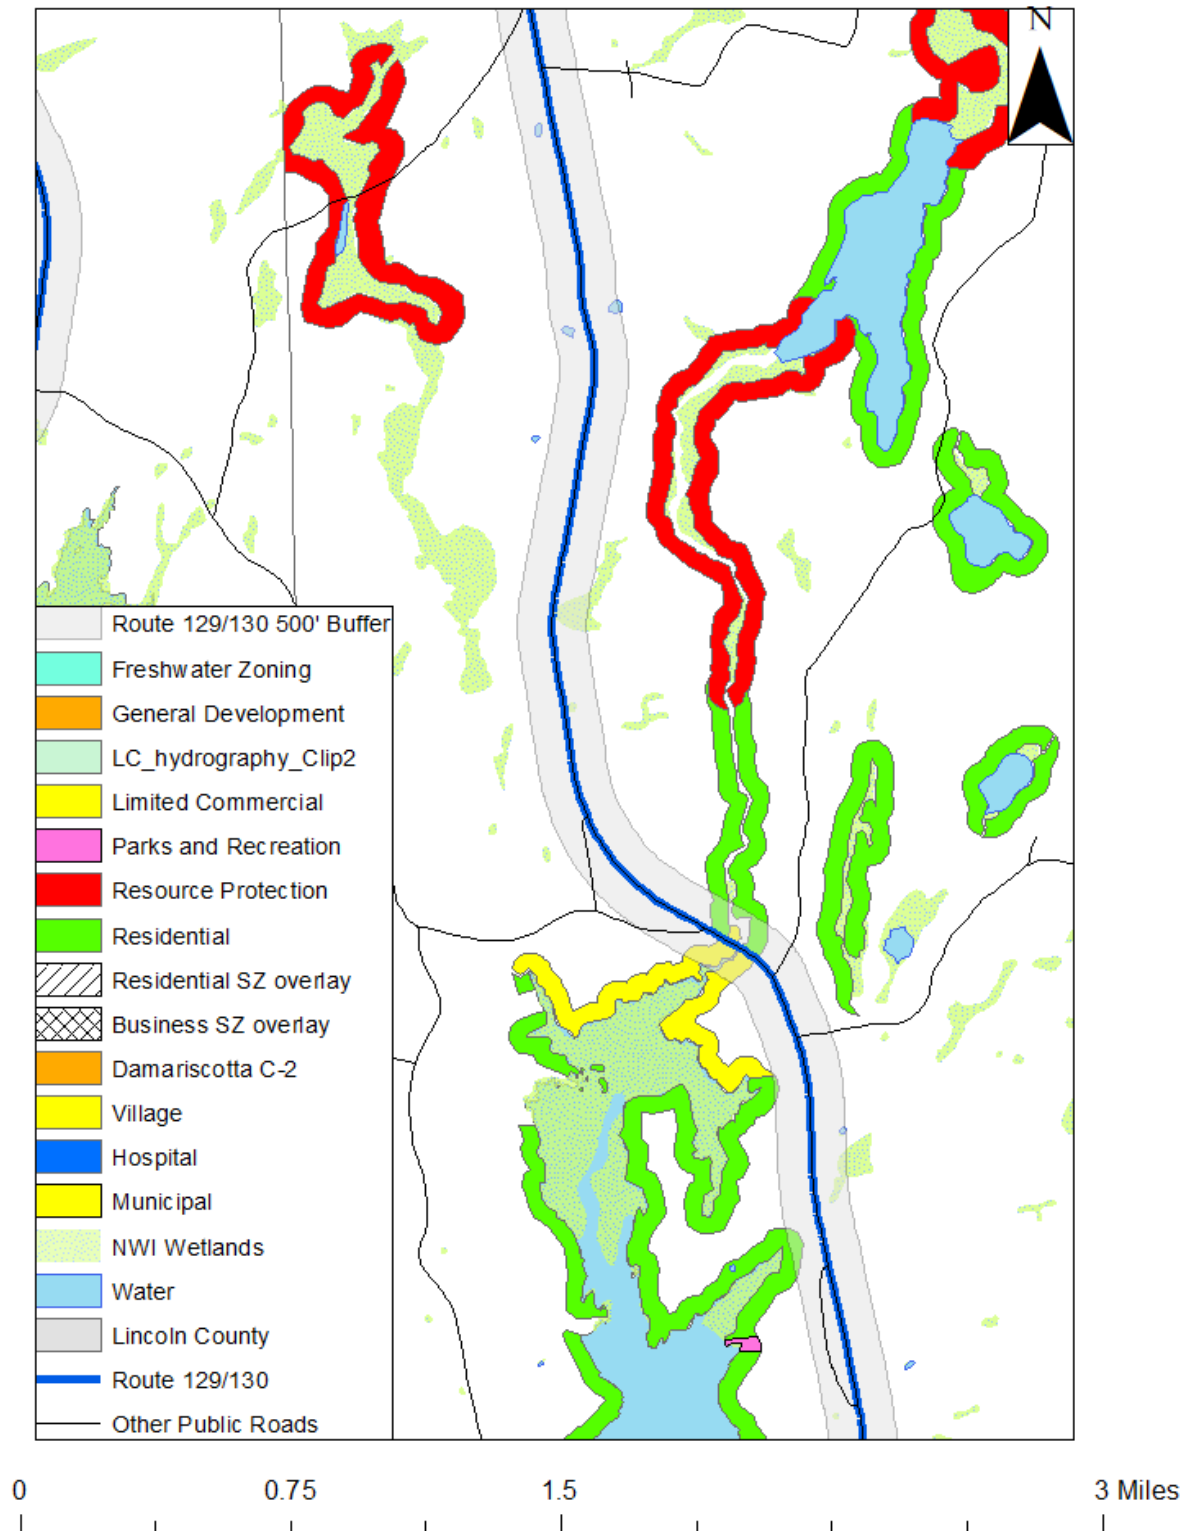 N
Route 129/130 500' Buffer
Freshwater Zoning
General Development
LC_hydrography_Clip2
Limited Commercial
Parks and Recreation
Resource Protection
Residential
Residential SZ overlay
Business SZ overlay
Damariscotta C-2
Village
Hospital
Municipal
NWI Wetlands
Water
Lincoln County
Route 129/130
Other Public Roads
0 0.75 1.5 3 Miles